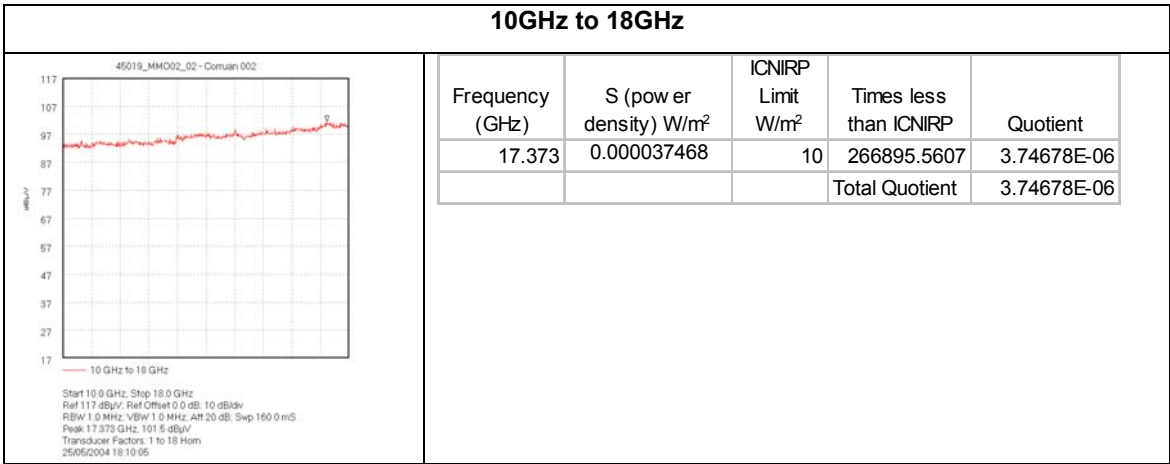 10GHz to 18GHz
45019_MMO02_02 - Corruan 002
117
107
97
87
77
67
57
47
37
27
17
dBµV
10 GHz to 18 GHz
Start 10.0 GHz; Stop 18.0 GHz
Ref 117 dBµV; Ref Offset 0.0 dB; 10 dB/div
RBW 1.0 MHz; VBW 1.0 MHz; Att 20 dB; Swp 160.0 mS
Peak 17.373 GHz, 101.5 dBµV
Transducer Factors: 1 to 18 Horn
25/05/2004 18:10:05
Frequency (GHz) S (pow er density) W/m² ICNIRP Limit W/m² Times less than ICNIRP Quotient
17.373 0.000037468 10 266895.5607 3.74678E-06
Total Quotient 3.74678E-06